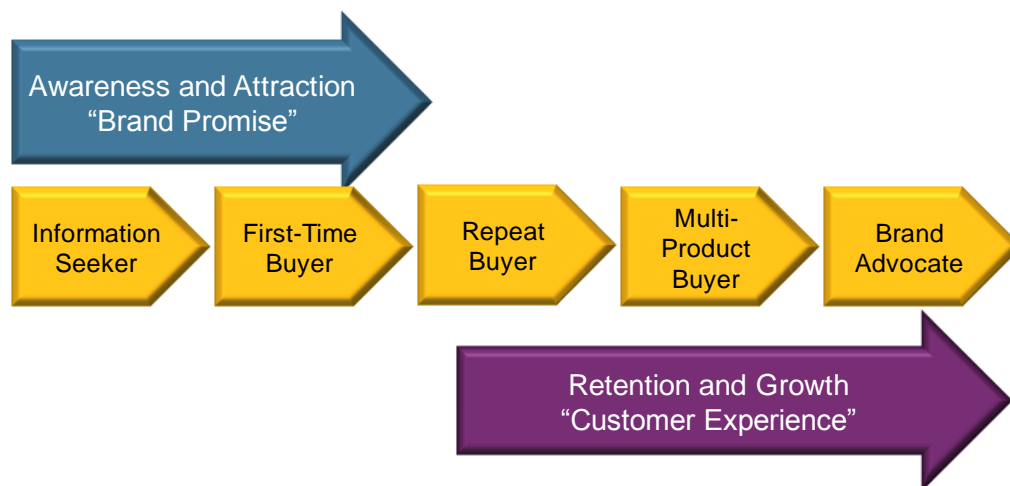 Awareness and Attraction
“Brand Promise”
Information
Seeker
First-Time
Buyer
Repeat
Buyer
Multi-
Product
Buyer
Brand
Advocate
Retention and Growth
“Customer Experience”